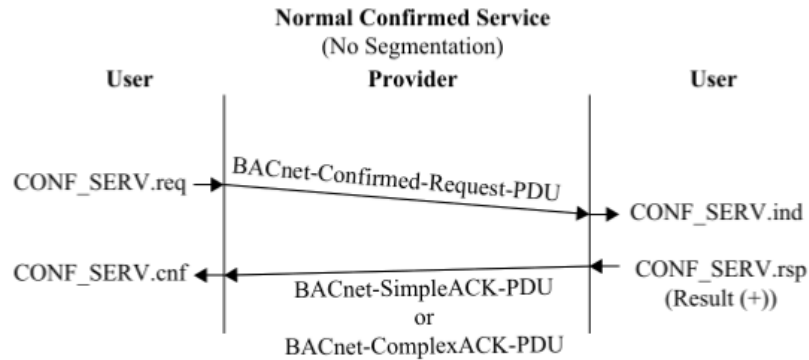 Normal Confirmed Service
(No Segmentation)
User Provider User
BACnet-Confirmed-Request-PDU
CONF_SERV.req
CONF_SERV.ind
CONF_SERV.cnf
CONF_SERV.rsp
(Result (+))
BACnet-SimpleACK-PDU
or
BACnet-ComplexACK-PDU